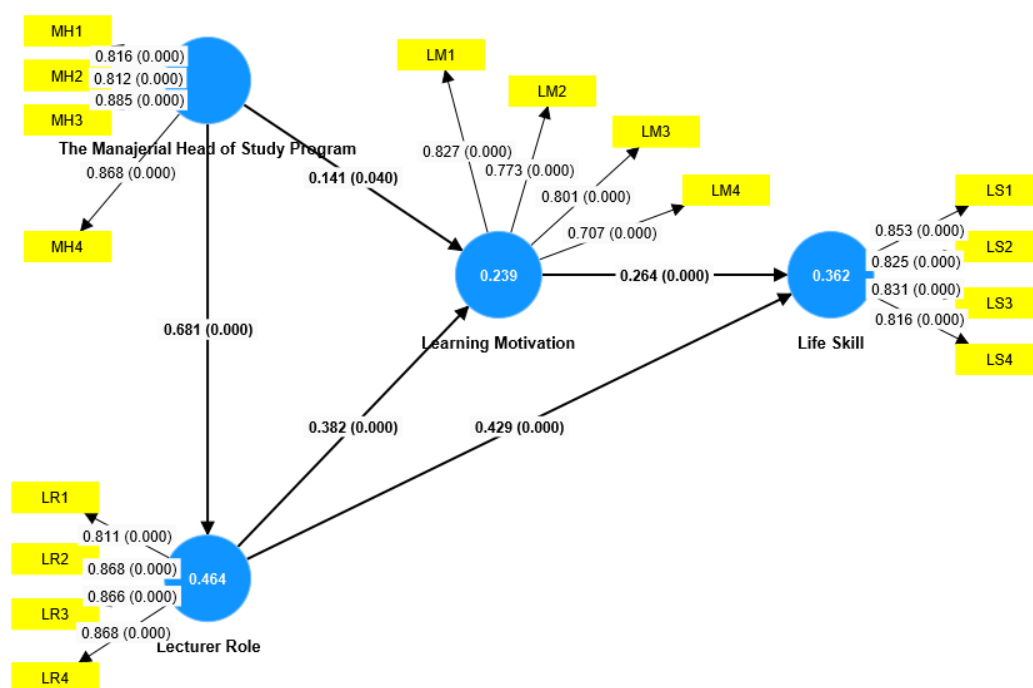 MH1
0.816 (0.000)
MH2
0.812 (0.000)
0.885 (0.000)
MH3
The Manajerial Head of Study Program
0.868 (0.000)
MH4
0.141 (0.040)
0.681 (0.000)
LM1
LM2
LM3
LM4
0.827 (0.000)
0.773 (0.000)
0.801 (0.000)
0.707 (0.000)
0.239
Learning Motivation
0.264 (0.000)
0.362
Life Skill
LS1
0.853 (0.000)
LS2
0.825 (0.000)
0.831 (0.000)
LS3
0.816 (0.000)
LS4
0.382 (0.000)
0.429 (0.000)
LR1
0.811 (0.000)
LR2
0.868 (0.000)
0.866 (0.000)
LR3
0.868 (0.000)
LR4
0.464
Lecturer Role